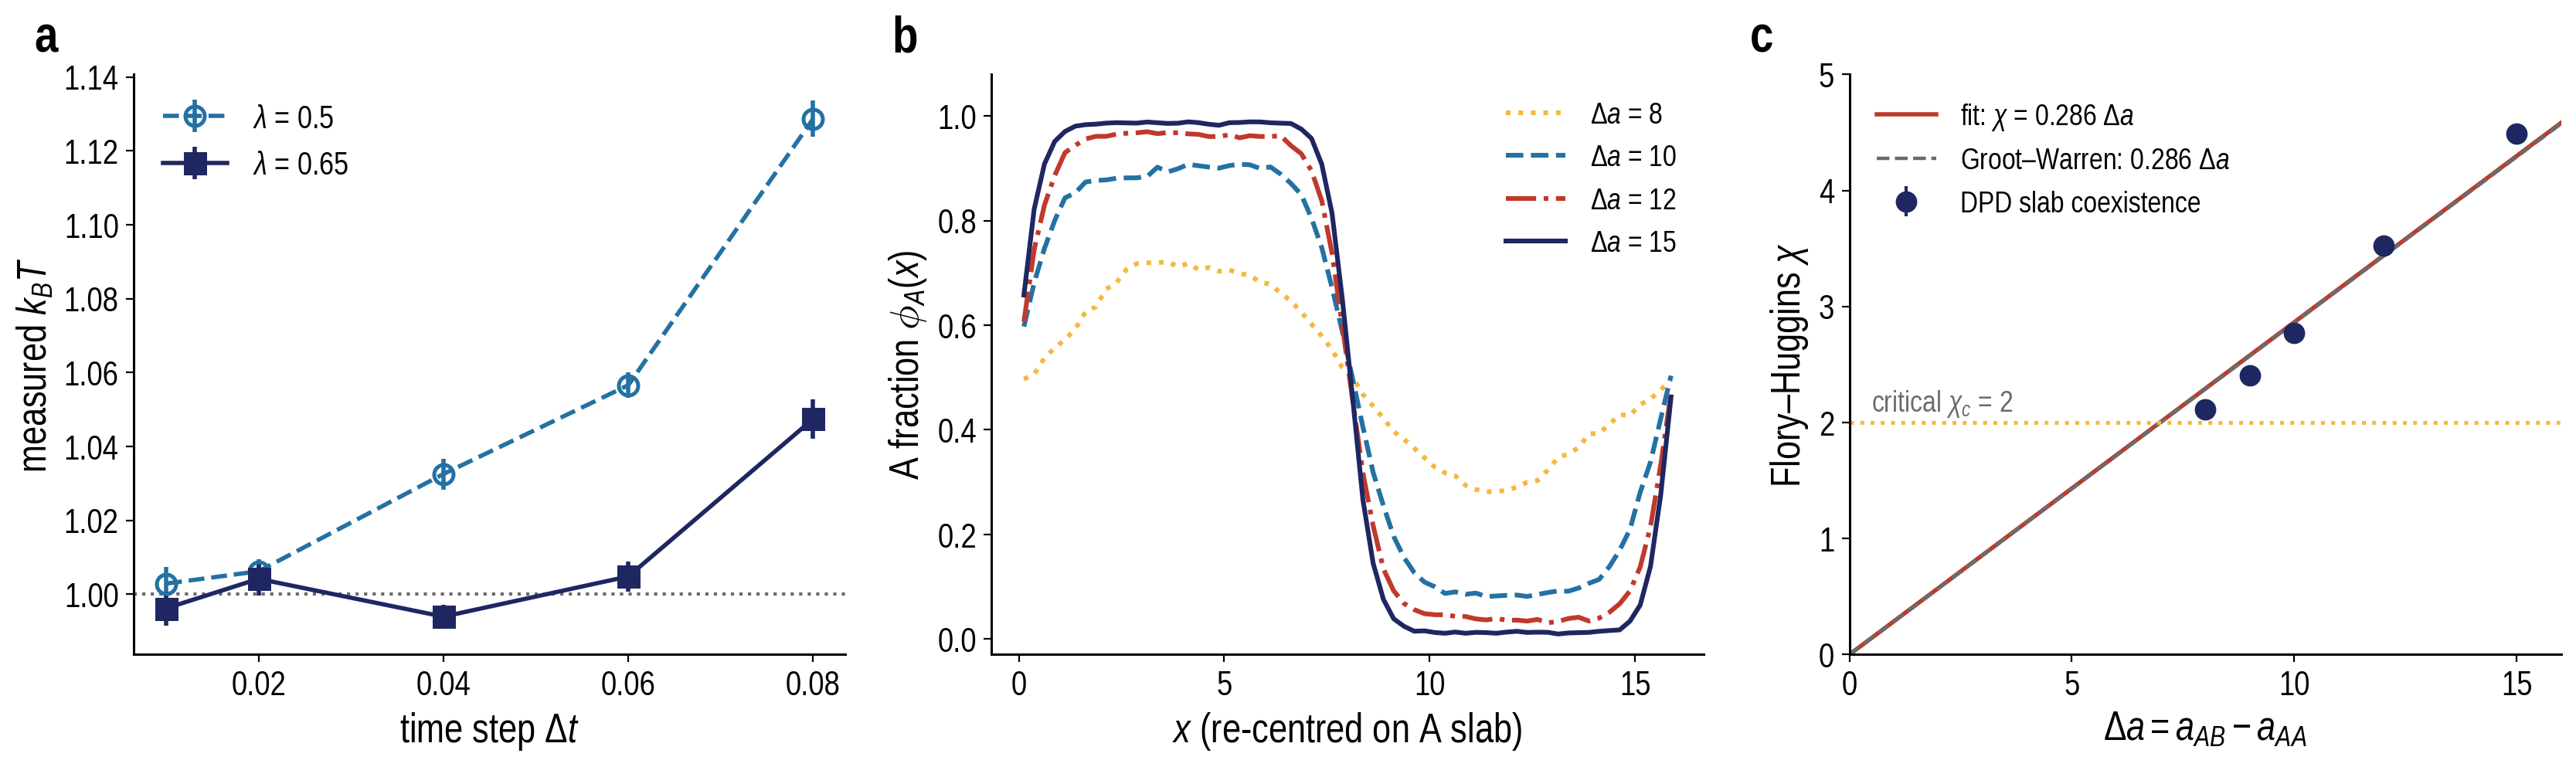 a
1.14
1.12
1.10
1.08
1.06
1.04
1.02
1.00
measured k_BT
λ = 0.5
λ = 0.65
0.02 0.04 0.06 0.08
time step Δt
b
1.0
0.8
0.6
0.4
0.2
0.0
A fraction ϕ_A(x)
Δa = 8
Δa = 10
Δa = 12
Δa = 15
0 5 10 15
x (re-centred on A slab)
c
5
4
3
2
1
0
Flory–Huggins χ
fit: χ = 0.286 Δa
Groot–Warren: 0.286 Δa
DPD slab coexistence
critical χ_c = 2
0 5 10 15
Δa = a_AB − a_AA